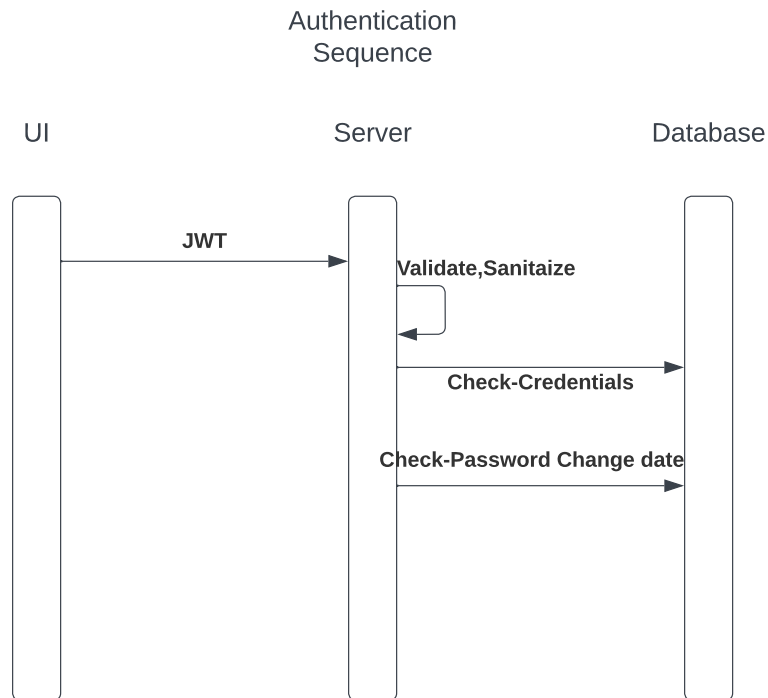 Authentication
Sequence
UI
Server
Database
JWT
Validate,Sanitaize
Check-Credentials
Check-Password Change date